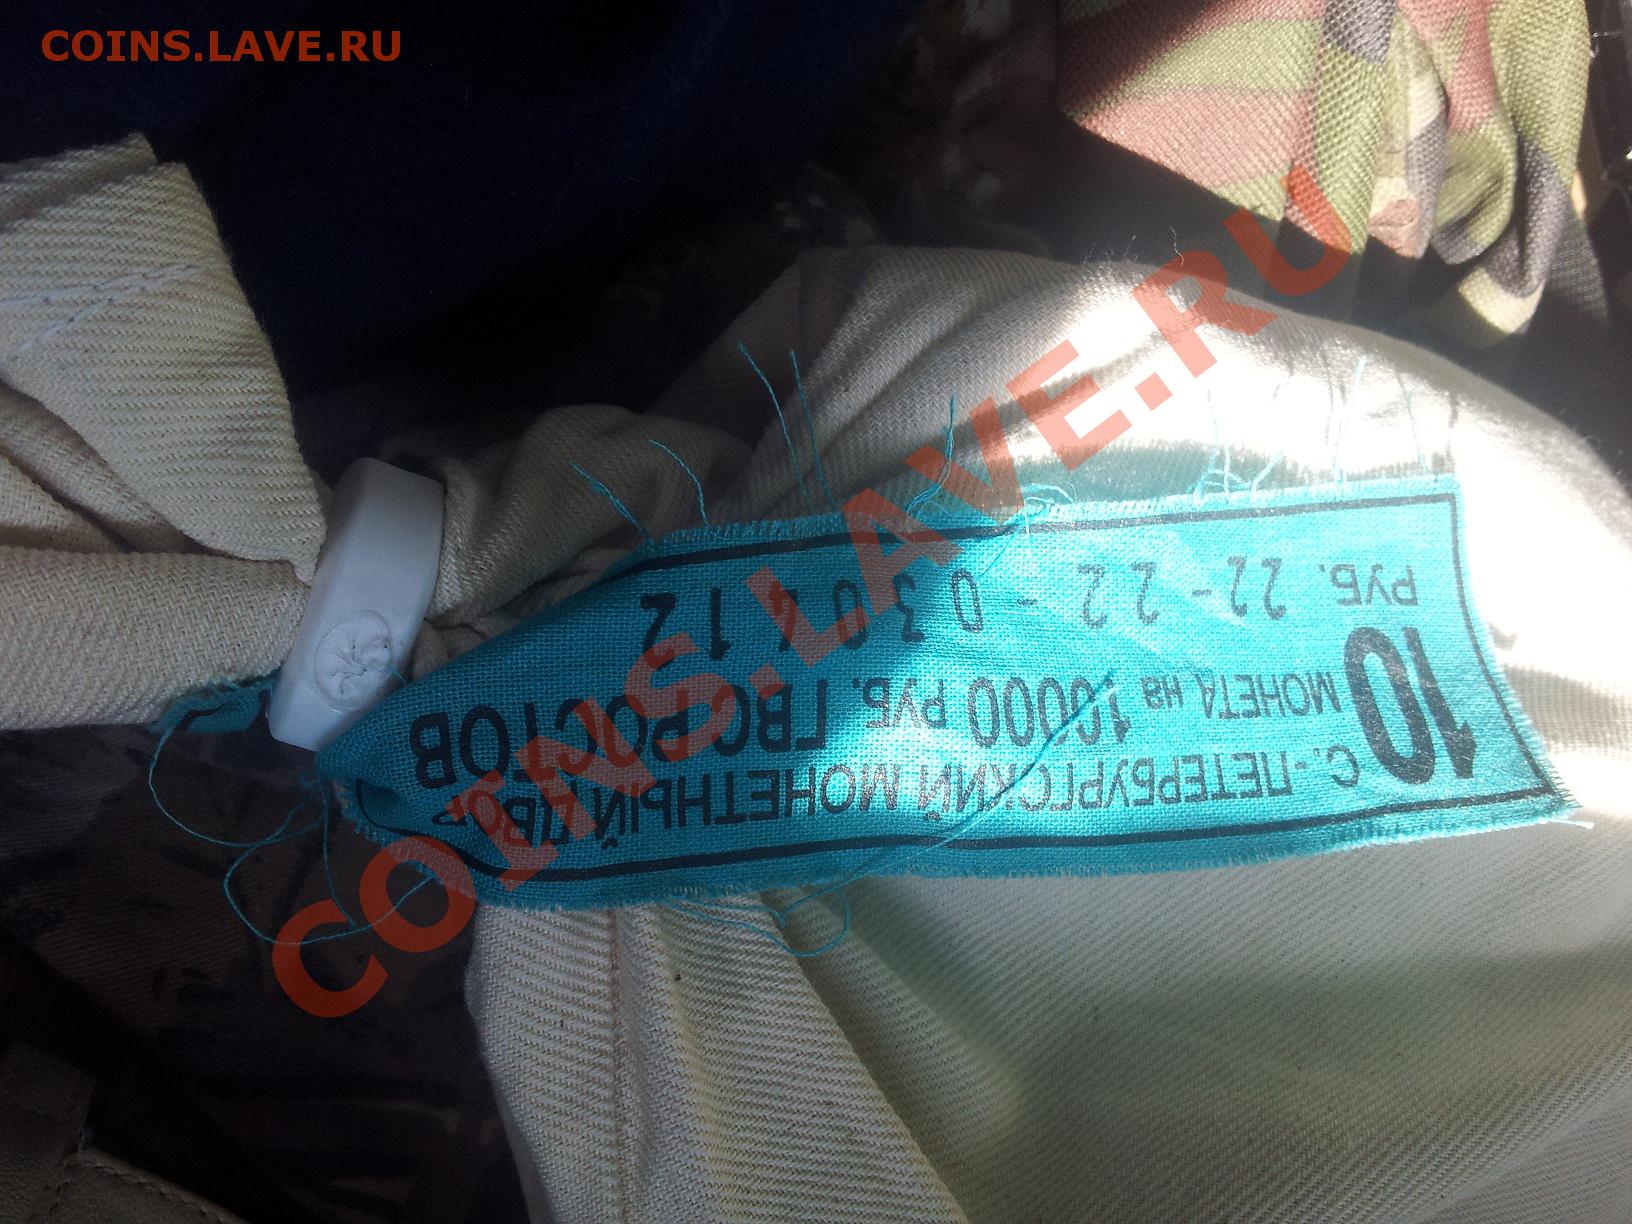 COINS.LAVE.RU
С.-ПЕТЕРБУРГСКИЙ МОНЕТНЫЙ ДВОР
10 МОНЕТА на 10000 РУБ. ГВС РОСТОВ
РУБ. 22-22-030112
COINS.LAVE.RU